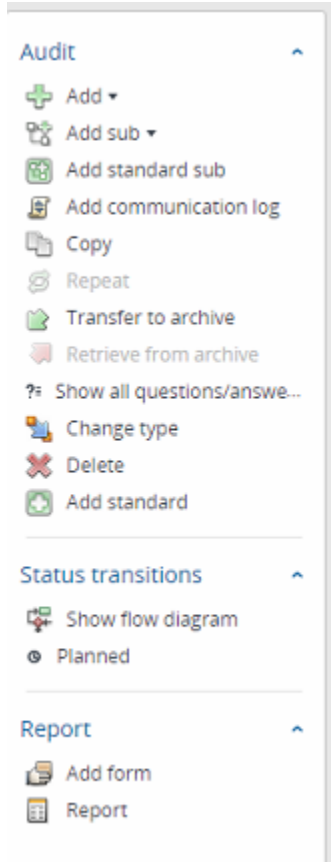 Audit
Add
Add sub
Add standard sub
Add communication log
Copy
Repeat
Transfer to archive
Retrieve from archive
Show all questions/answe...
Change type
Delete
Add standard
Status transitions
Show flow diagram
Planned
Report
Add form
Report